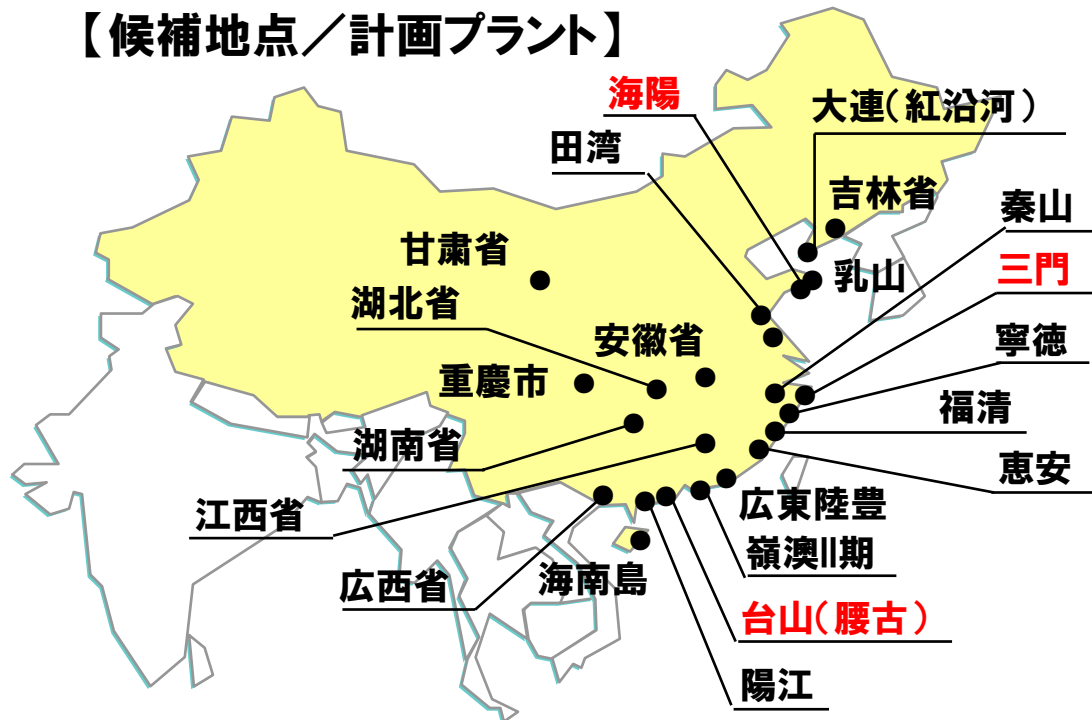 【候補地点／計画プラント】
海陽
大連（紅沿河）
田湾
吉林省
秦山
甘粛省
乳山
三門
湖北省
安徽省
寧徳
重慶市
福清
湖南省
恵安
江西省
広東陸豊
嶺澳II期
広西省
海南島
台山（腰古）
陽江